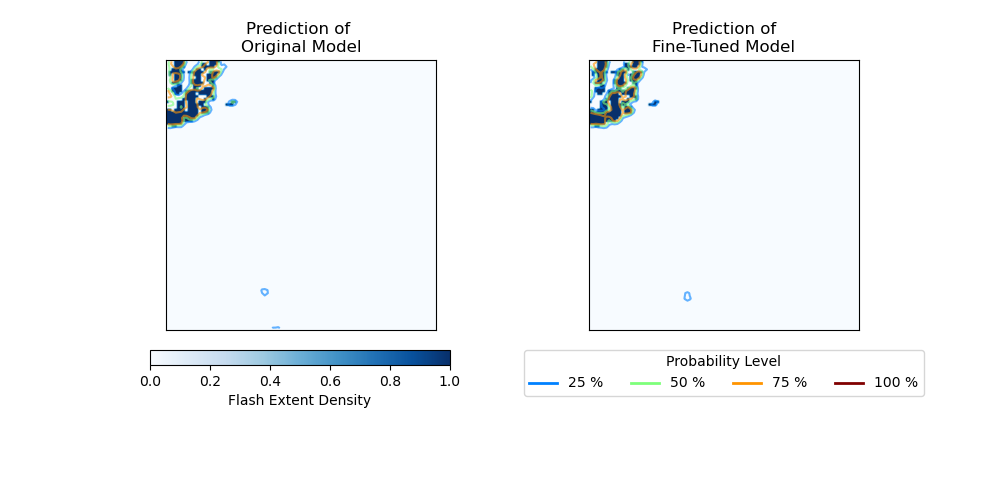 Prediction of
Original Model
Prediction of
Fine-Tuned Model
0.0 0.2 0.4 0.6 0.8 1.0
Flash Extent Density
Probability Level
25 % 50 % 75 % 100 %